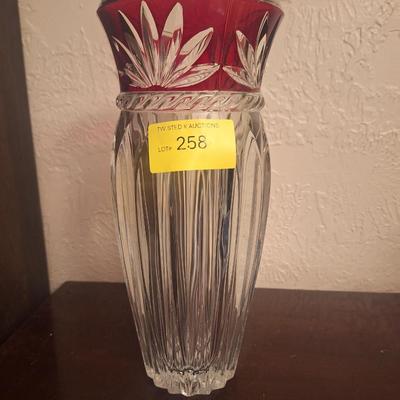 TWISTED K AUCTIONS
LOT# 258